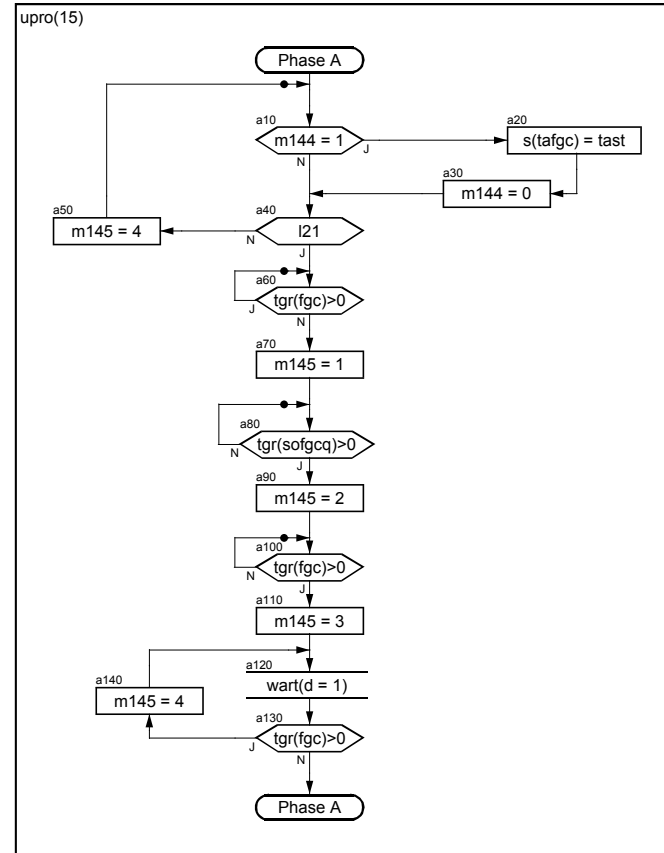 upro(15)
Phase A
a10
m144 = 1
J
N
a20
s(tafgc) = tast
a30
m144 = 0
a50
m145 = 4
a40
l21
N
J
a60
tgr(fgc)>0
J
N
a70
m145 = 1
a80
tgr(sofgcq)>0
N
J
a90
m145 = 2
a100
tgr(fgc)>0
N
J
a110
m145 = 3
a120
wart(d = 1)
a140
m145 = 4
a130
tgr(fgc)>0
J
N
Phase A